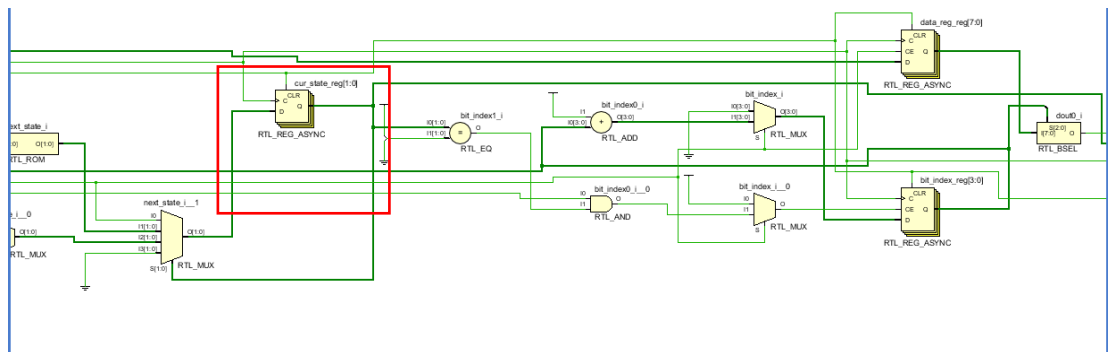 data_reg_reg[7:0]
CLR
C
CE
Q
D
RTL_REG_ASYNC
cur_state_reg[1:0]
CLR
C
Q
D
RTL_REG_ASYNC
ext_state_i
O[1:0]
RTL_ROM
bit_index1_i
I0[1:0]
I1[1:0]
=
O
RTL_EQ
bit_index0_i
I1
I0[3:0]
+
O[3:0]
RTL_ADD
bit_index_i
I0[3:0]
I1[3:0]
O[3:0]
S
RTL_MUX
dout0_i
S[2:0]
I[7:0]
O
RTL_BSEL
next_state_i__1
I0
I1[1:0]
I2[1:0]
I3[1:0]
O[1:0]
S[1:0]
RTL_MUX
e_i__0
O[1:0]
RTL_MUX
bit_index0_i__0
I0
I1
O
RTL_AND
bit_index_i__0
I0
I1
O
S
RTL_MUX
bit_index_reg[3:0]
CLR
C
CE
Q
D
RTL_REG_ASYNC